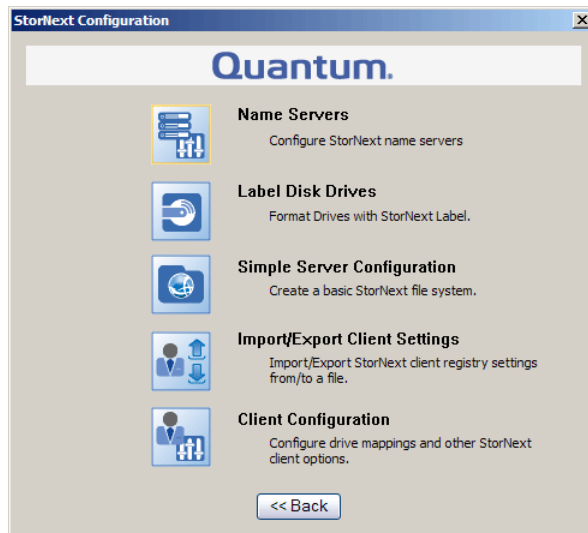 StorNext Configuration
Quantum.
Name Servers
Configure StorNext name servers
Label Disk Drives
Format Drives with StorNext Label.
Simple Server Configuration
Create a basic StorNext file system.
Import/Export Client Settings
Import/Export StorNext client registry settings
from/to a file.
Client Configuration
Configure drive mappings and other StorNext
client options.
<< Back